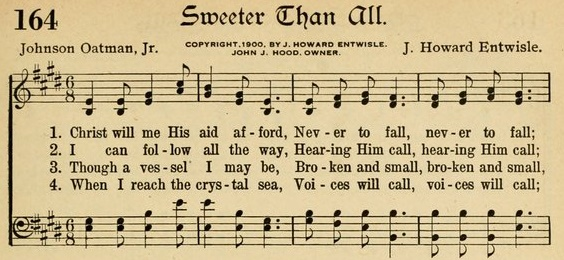 164 Sweeter Than All.
Johnson Oatman, Jr. COPYRIGHT, 1900, BY J. HOWARD ENTWISLE. J. Howard Entwisle.
JOHN J. HOOD. OWNER.
6
8
1. Christ will me His aid af-ford, Nev-er to fall, nev-er to fall;
2. I can fol-low all the way, Hear-ing Him call, hear-ing Him call;
3. Though a ves-sel I may be, Bro-ken and small, bro-ken and small,
4. When I reach the crys-tal sea, Voi-ces will call, voi-ces will call;
6
8